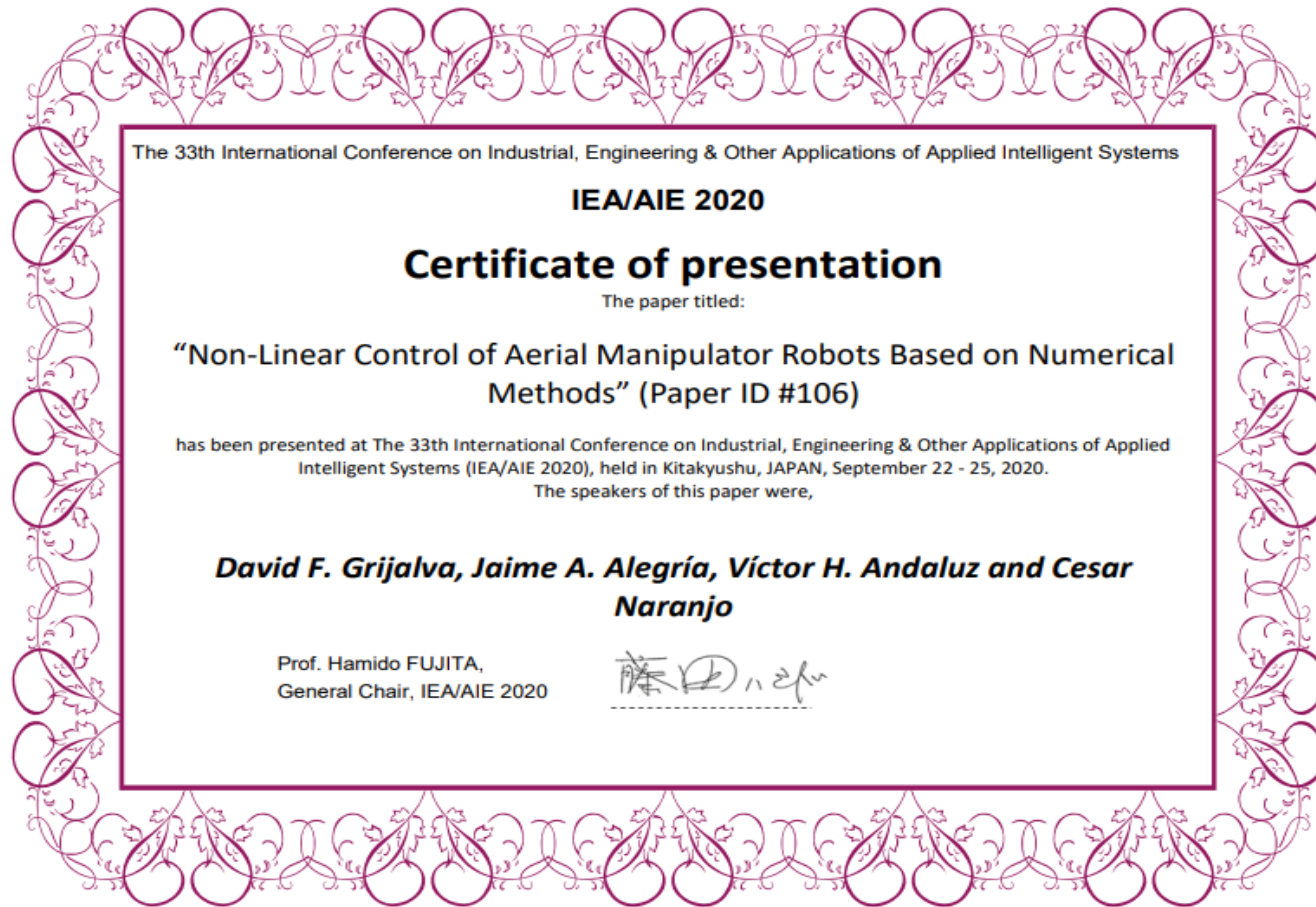 The 33th International Conference on Industrial, Engineering & Other Applications of Applied Intelligent Systems
IEA/AIE 2020
Certificate of presentation
The paper titled:
“Non-Linear Control of Aerial Manipulator Robots Based on Numerical
Methods” (Paper ID #106)
has been presented at The 33th International Conference on Industrial, Engineering & Other Applications of Applied
Intelligent Systems (IEA/AIE 2020), held in Kitakyushu, JAPAN, September 22 - 25, 2020.
The speakers of this paper were,
David F. Grijalva, Jaime A. Alegría, Víctor H. Andaluz and Cesar
Naranjo
Prof. Hamido FUJITA,
General Chair, IEA/AIE 2020